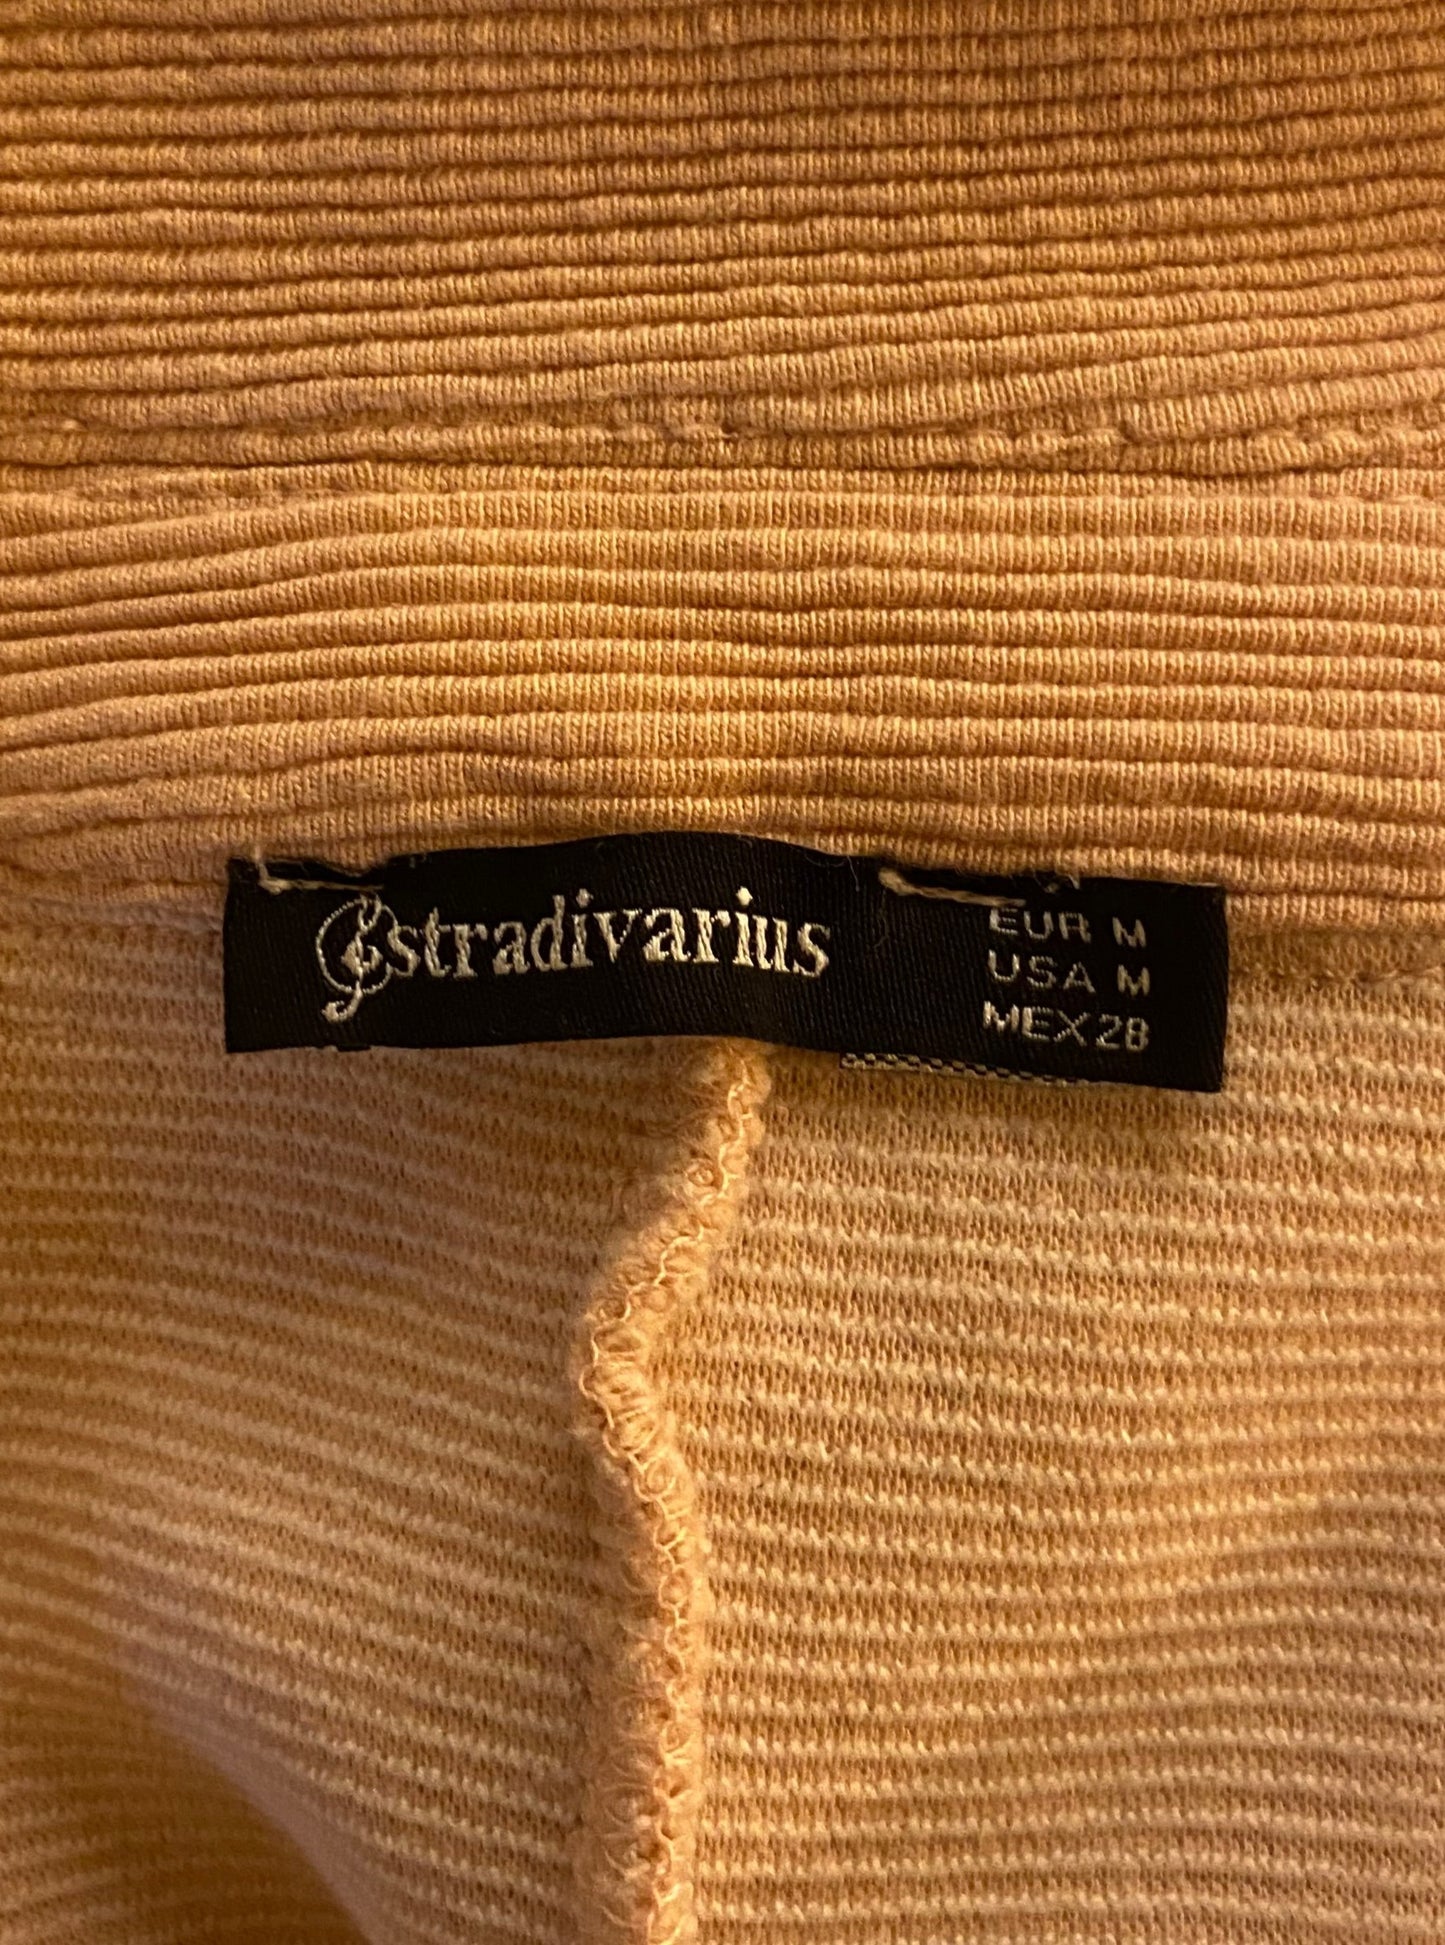 stradivarius
EUR M
USA M
MEX 28